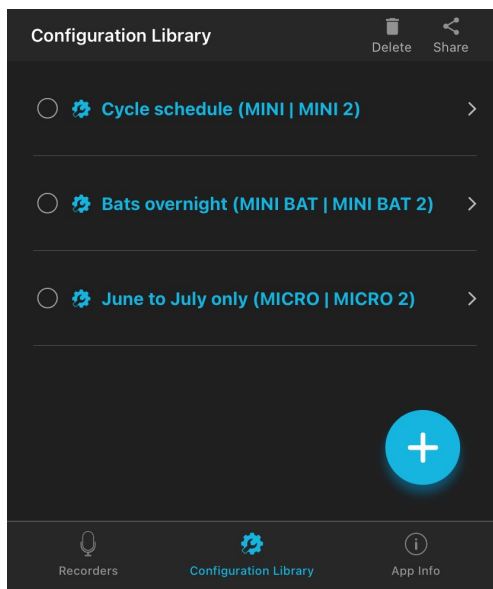 Configuration Library
Delete
Share
Cycle schedule (MINI | MINI 2)
Bats overnight (MINI BAT | MINI BAT 2)
June to July only (MICRO | MICRO 2)
Recorders
Configuration Library
App Info